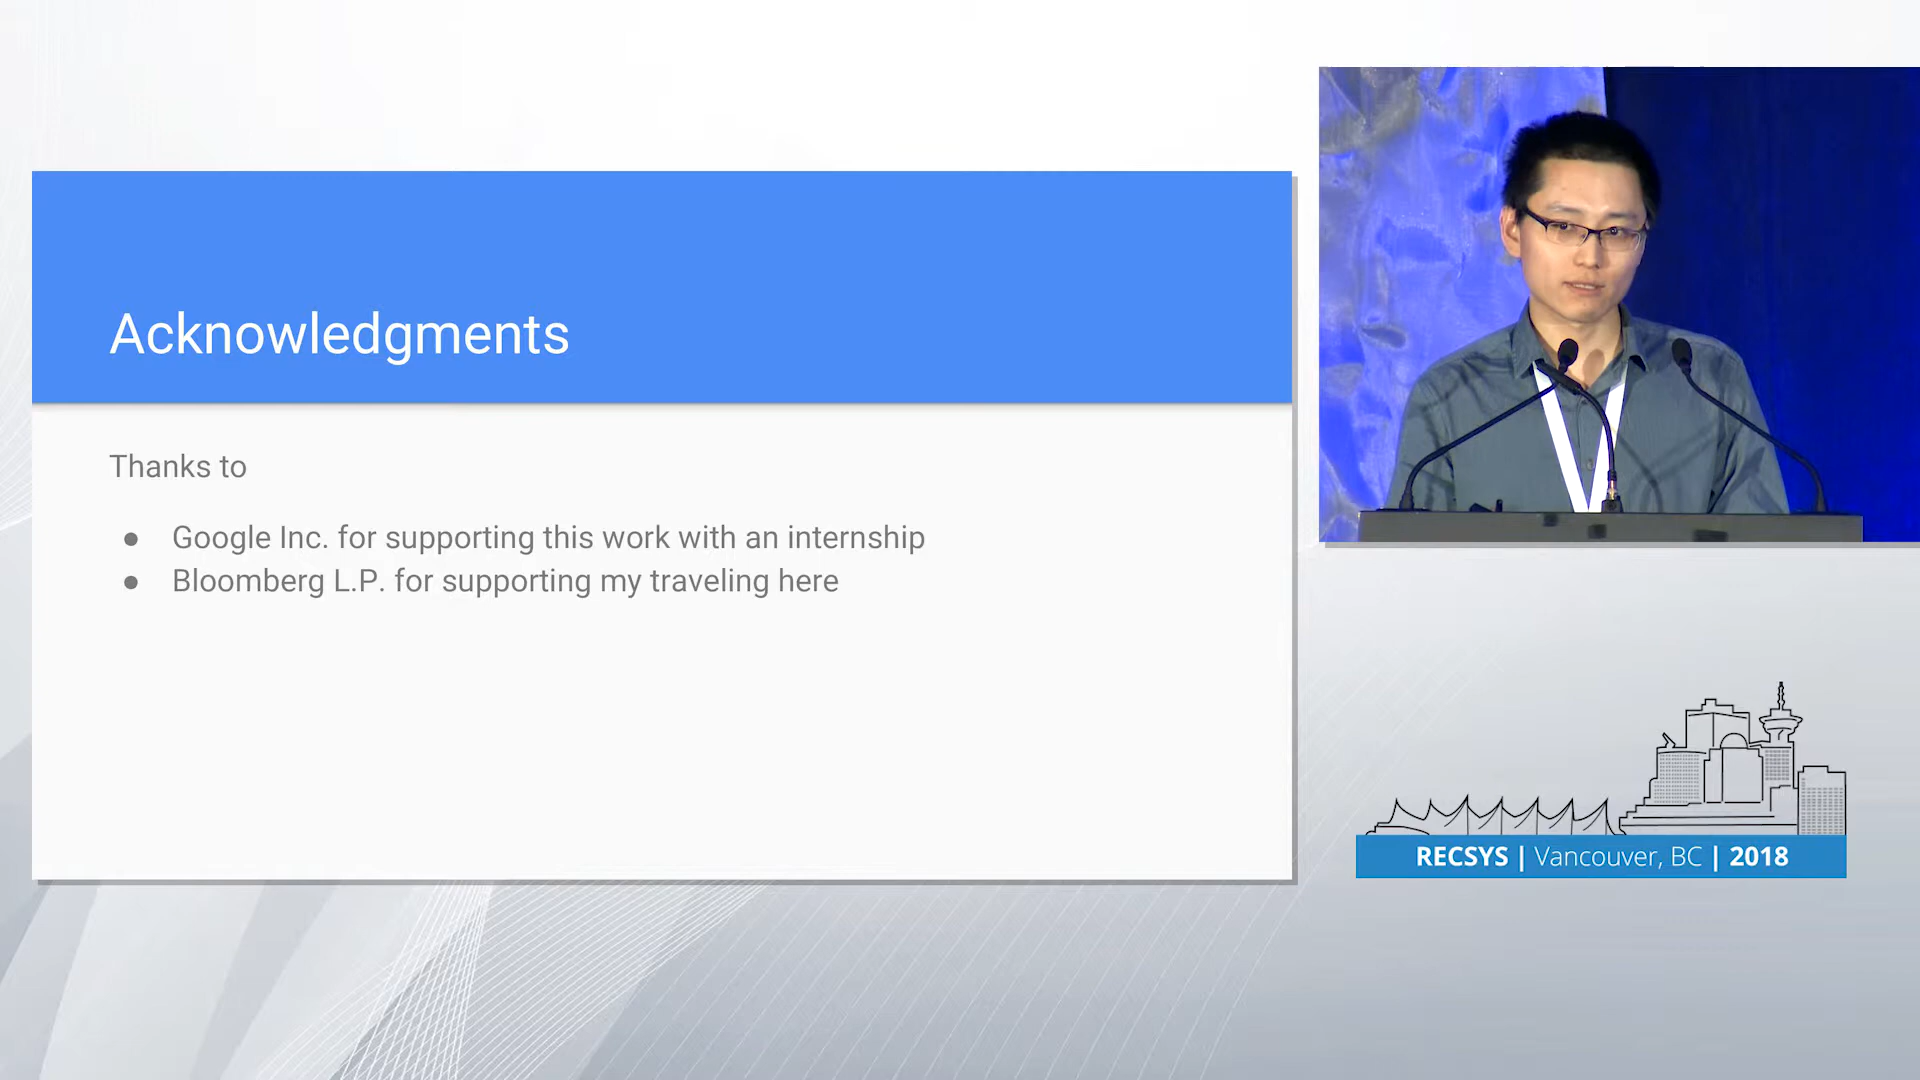 Acknowledgments
Thanks to
● Google Inc. for supporting this work with an internship
● Bloomberg L.P. for supporting my traveling here
RECSYS | Vancouver, BC | 2018